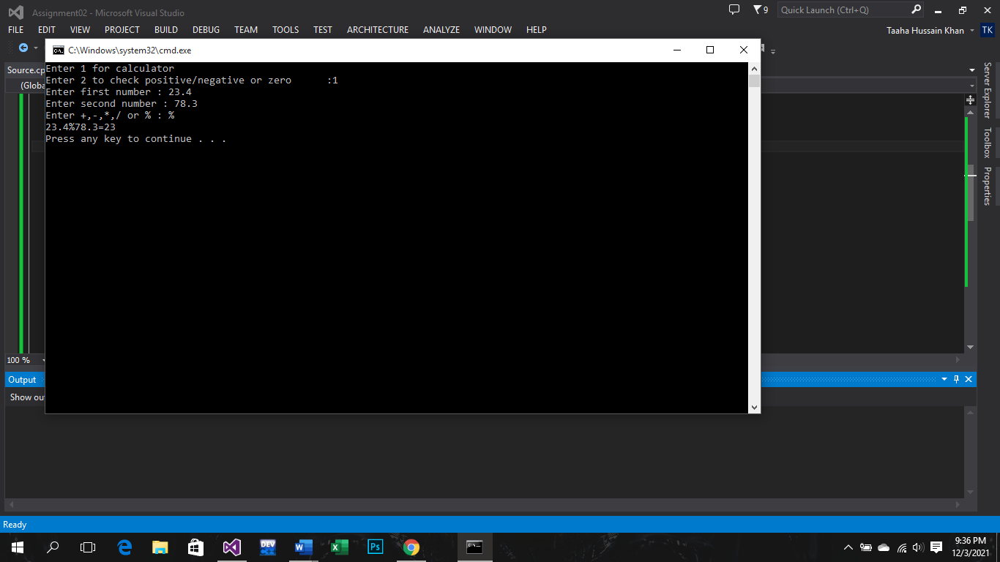 Assignment02 - Microsoft Visual Studio
9
Quick Launch (Ctrl+Q)
FILE EDIT VIEW PROJECT BUILD DEBUG TEAM TOOLS TEST ARCHITECTURE ANALYZE WINDOW HELP
Taaha Hussain Khan TK
C:\Windows\system32\cmd.exe
Source.cp
(Globa
Enter 1 for calculator
Enter 2 to check positive/negative or zero :1
Enter first number : 23.4
Enter second number : 78.3
Enter +,-,*,/ or % : %
23.4%78.3=23
Press any key to continue . . .
Server Explorer
Toolbox
Properties
100 %
Output
Show ou
Ready
DEV
C++
W
X
Ps
C:\.
9:36 PM
12/3/2021